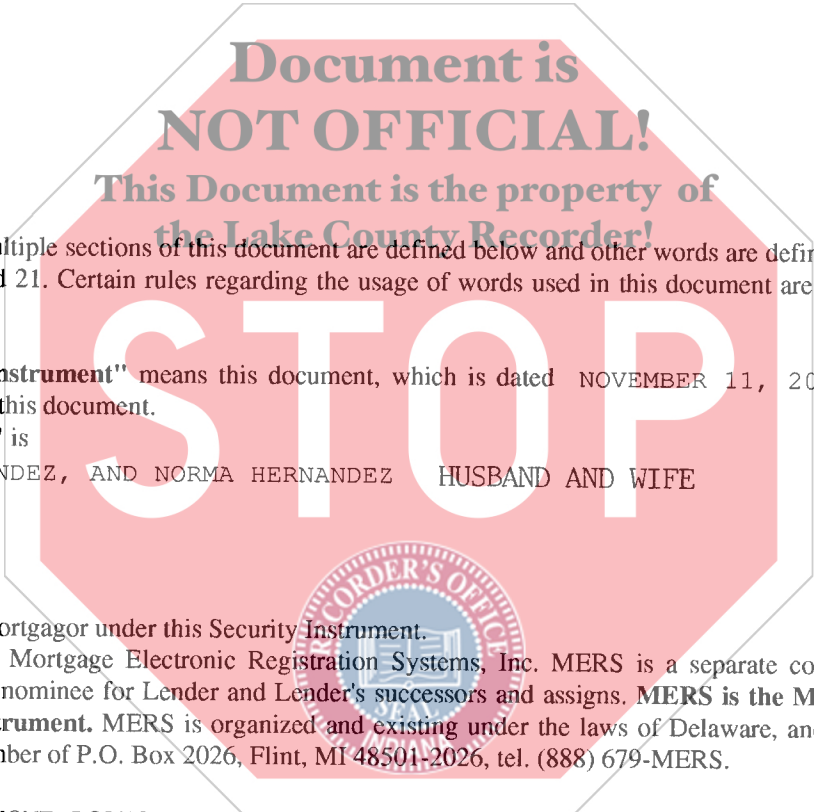 Document is
NOT OFFICIAL!
This Document is the property of
the Lake County Recorder!
ltiple sections of this document are defined below and other words are defin
d 21. Certain rules regarding the usage of words used in this document are
STOP
nstrument" means this document, which is dated NOVEMBER 11, 20
this document.
" is
NDEZ, AND NORMA HERNANDEZ HUSBAND AND WIFE
RECORDER'S OFFICE
SEAL
INDIANA
ortgagor under this Security Instrument.
Mortgage Electronic Registration Systems, Inc. MERS is a separate co
nominee for Lender and Lender's successors and assigns. MERS is the M
trument. MERS is organized and existing under the laws of Delaware, an
mber of P.O. Box 2026, Flint, MI 48501-2026, tel. (888) 679-MERS.